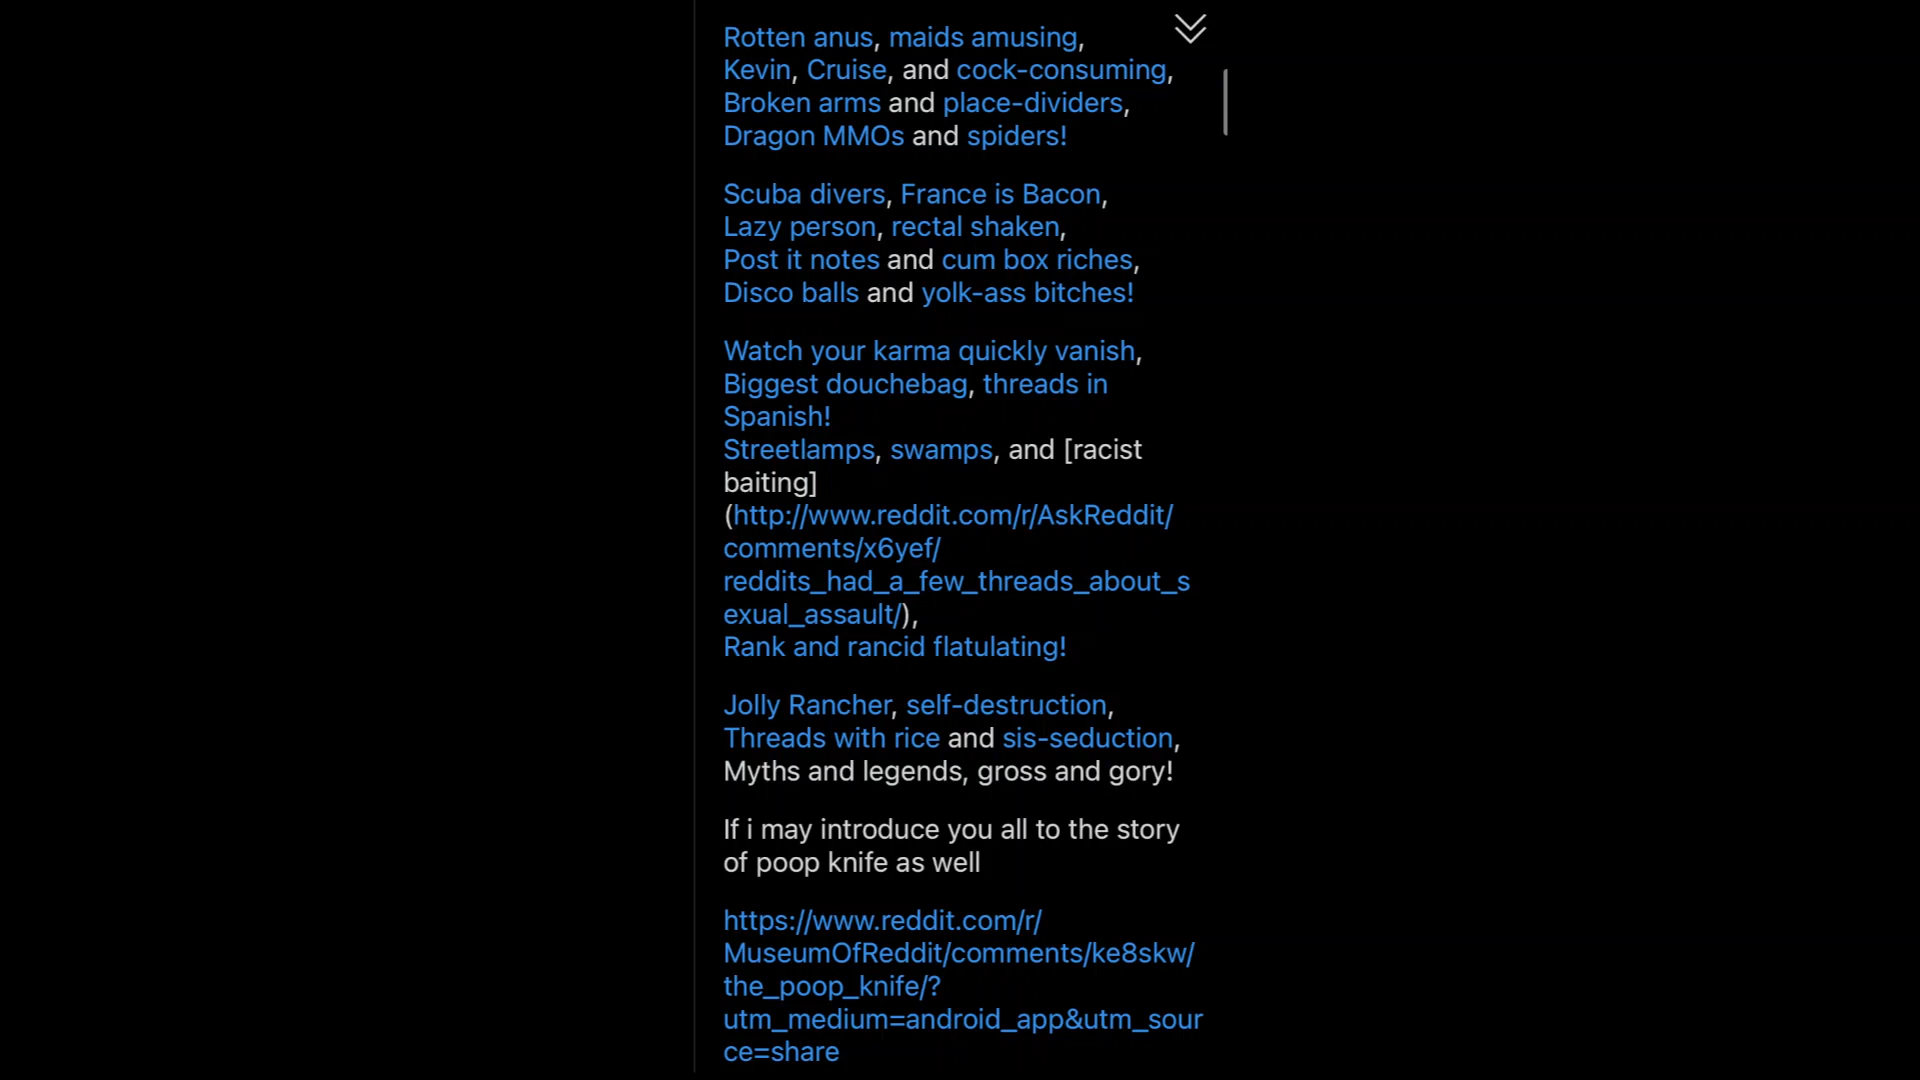 Rotten anus, maids amusing,
Kevin, Cruise, and cock-consuming,
Broken arms and place-dividers,
Dragon MMOs and spiders!
Scuba divers, France is Bacon,
Lazy person, rectal shaken,
Post it notes and cum box riches,
Disco balls and yolk-ass bitches!
Watch your karma quickly vanish,
Biggest douchebag, threads in
Spanish!
Streetlamps, swamps, and [racist
baiting]
(http://www.reddit.com/r/AskReddit/
comments/x6yef/
reddits_had_a_few_threads_about_s
exual_assault/),
Rank and rancid flatulating!
Jolly Rancher, self-destruction,
Threads with rice and sis-seduction,
Myths and legends, gross and gory!
If i may introduce you all to the story
of poop knife as well
https://www.reddit.com/r/
MuseumOfReddit/comments/ke8skw/
the_poop_knife/?
utm_medium=android_app&utm_sour
ce=share